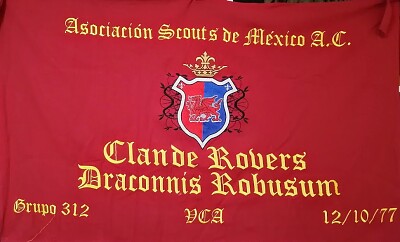 Asociación Scouts de México A.C.
Clan de Rovers
Draconnis Robusum
Grupo 312 VCA 12/10/77